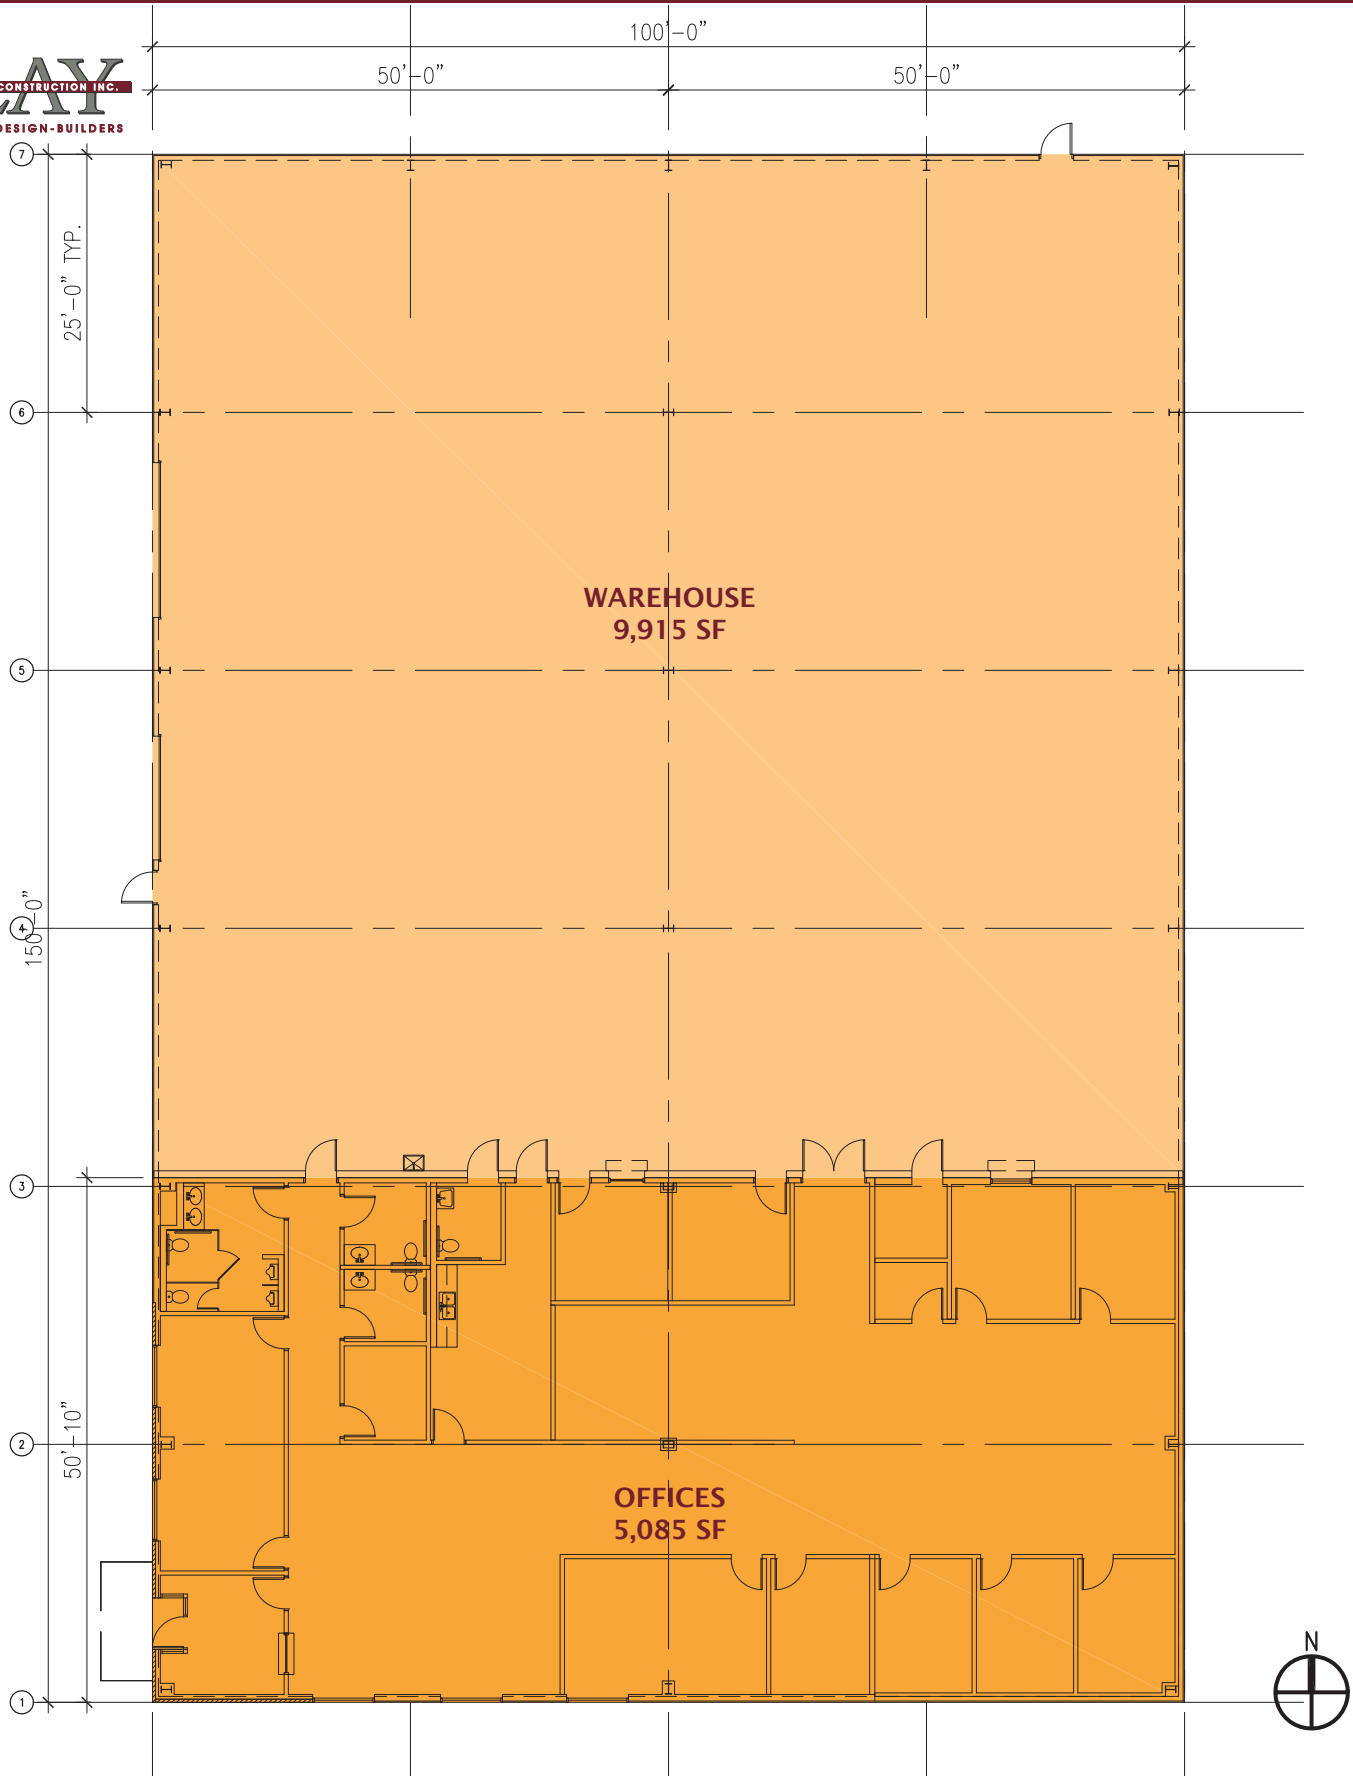 100'-0"
50'-0"
50'-0"
AY
CONSTRUCTION INC.
DESIGN-BUILDERS
7
25'-0" TYP.
6
WAREHOUSE
9,915 SF
5
150'-0"
4
3
50'-10"
2
OFFICES
5,085 SF
N
1